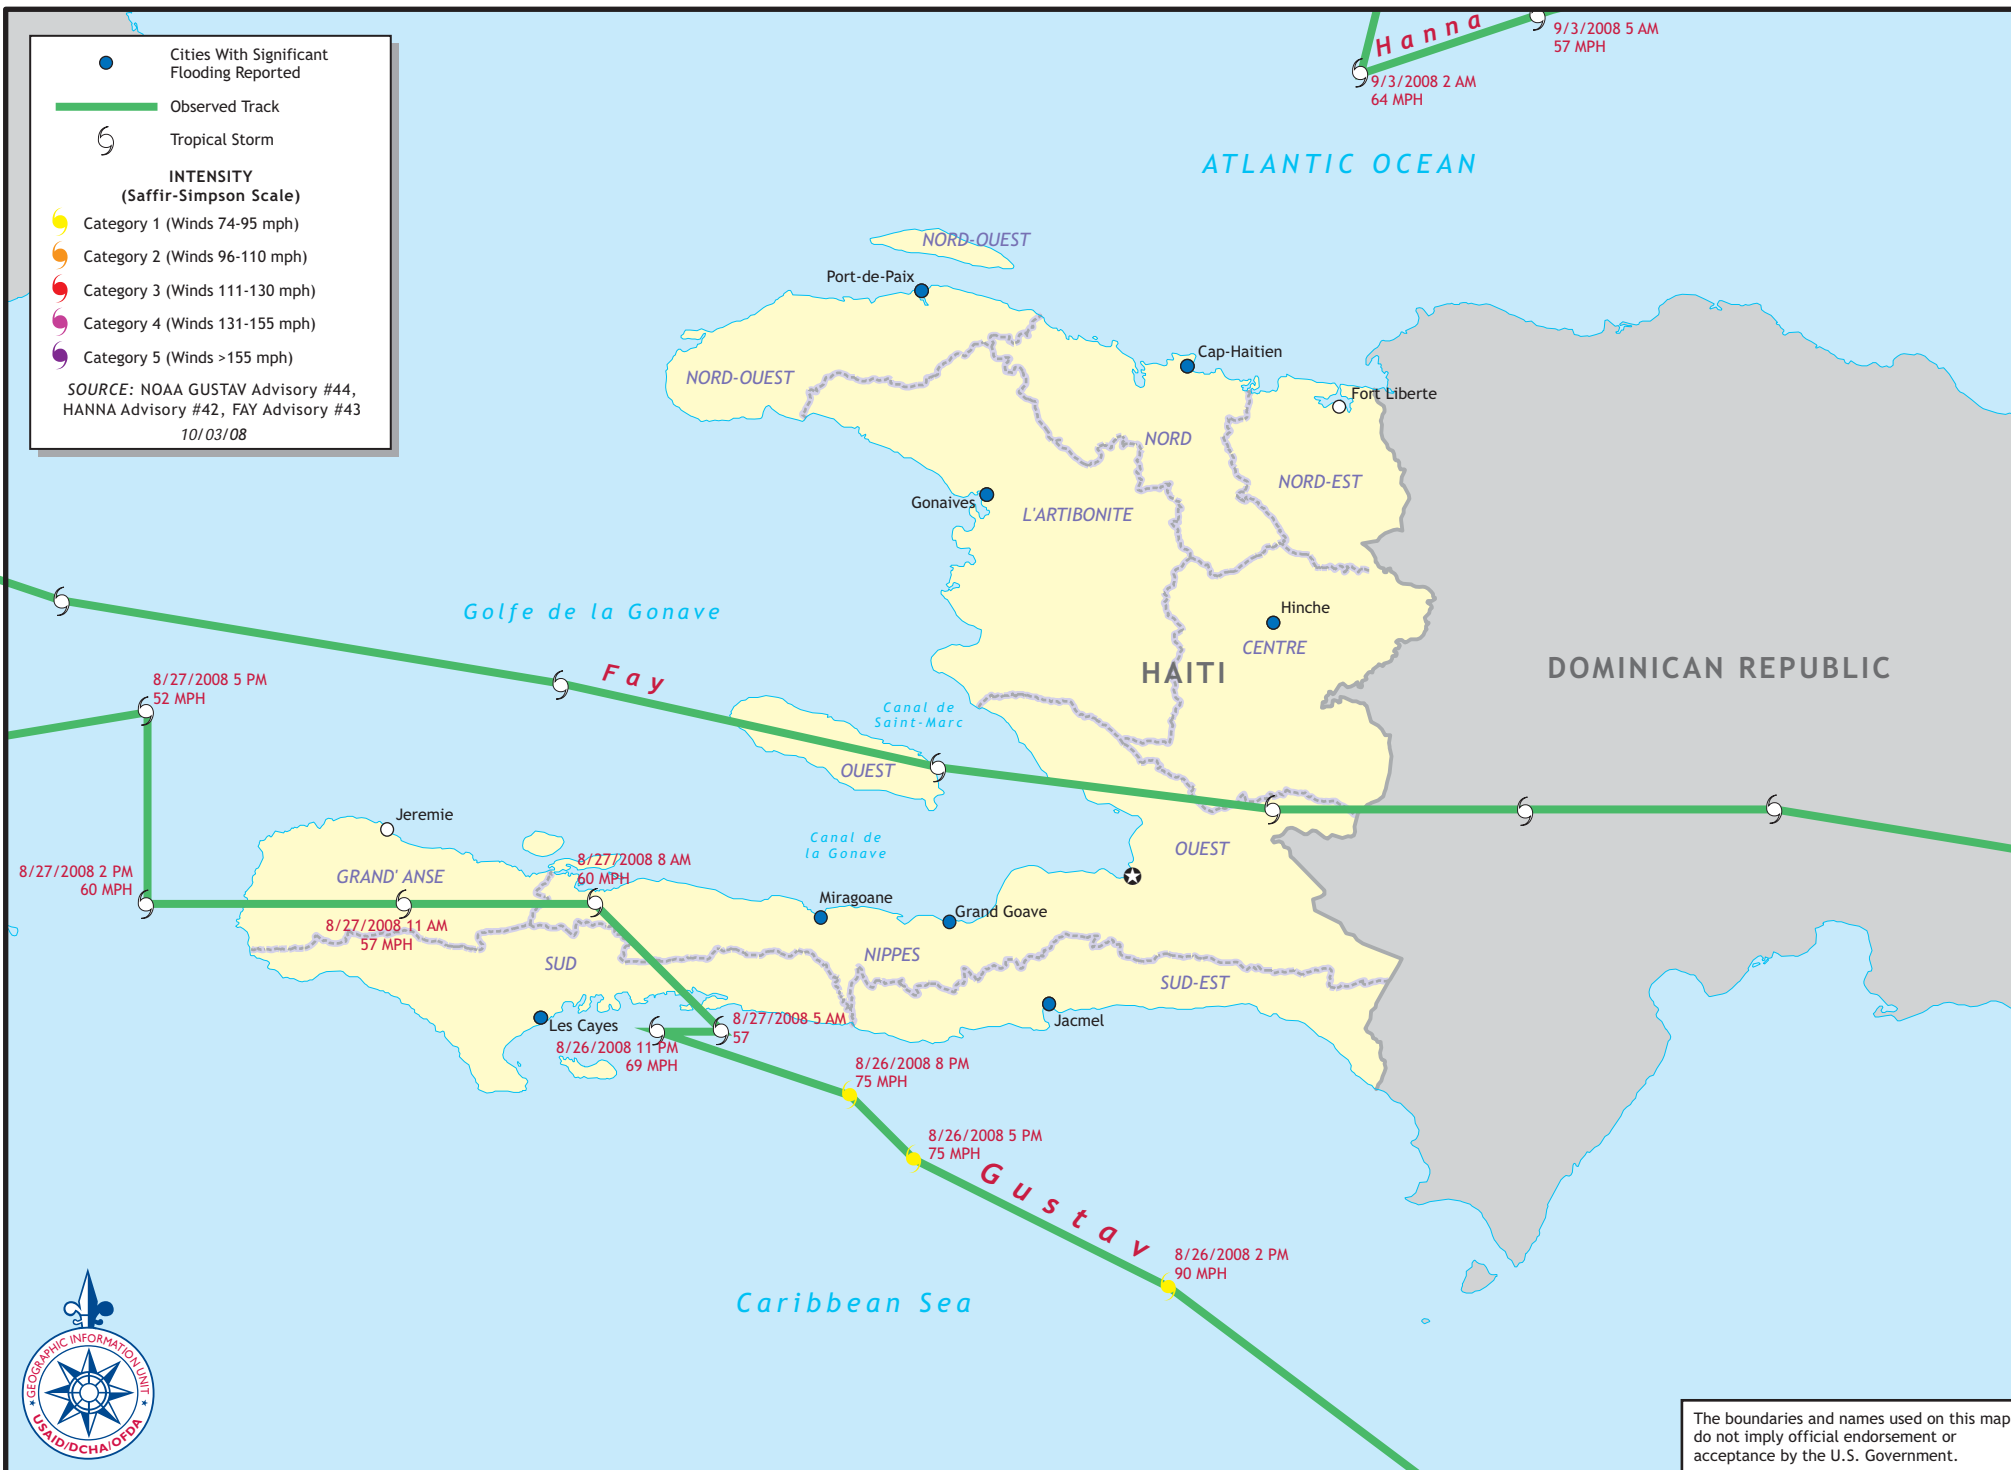 Cities With Significant
Flooding Reported
Observed Track
Tropical Storm
INTENSITY
(Saffir-Simpson Scale)
Category 1 (Winds 74-95 mph)
Category 2 (Winds 96-110 mph)
Category 3 (Winds 111-130 mph)
Category 4 (Winds 131-155 mph)
Category 5 (Winds >155 mph)
SOURCE: NOAA GUSTAV Advisory #44,
HANNA Advisory #42, FAY Advisory #43
10/03/08
Hanna
9/3/2008 5 AM
57 MPH
9/3/2008 2 AM
64 MPH
ATLANTIC OCEAN
NORD-OUEST
Port-de-Paix
Cap-Haitien
NORD-OUEST
Fort Liberte
NORD
NORD-EST
Gonaives
L'ARTIBONITE
Golfe de la Gonave
Hinche
CENTRE
HAITI
DOMINICAN REPUBLIC
Fay
8/27/2008 5 PM
52 MPH
Canal de
Saint-Marc
OUEST
Jeremie
Canal de
la Gonave
OUEST
8/27/2008 2 PM
60 MPH
GRAND' ANSE
8/27/2008 8 AM
60 MPH
Miragoane
Grand Goave
8/27/2008 11 AM
57 MPH
SUD
NIPPES
SUD-EST
Les Cayes
8/27/2008 5 AM
57
Jacmel
8/26/2008 11 PM
69 MPH
8/26/2008 8 PM
75 MPH
8/26/2008 5 PM
75 MPH
Gustav
8/26/2008 2 PM
90 MPH
Caribbean Sea
GEOGRAPHIC INFORMATION UNIT
USAID/DCHA/OFDA
The boundaries and names used on this map
do not imply official endorsement or
acceptance by the U.S. Government.